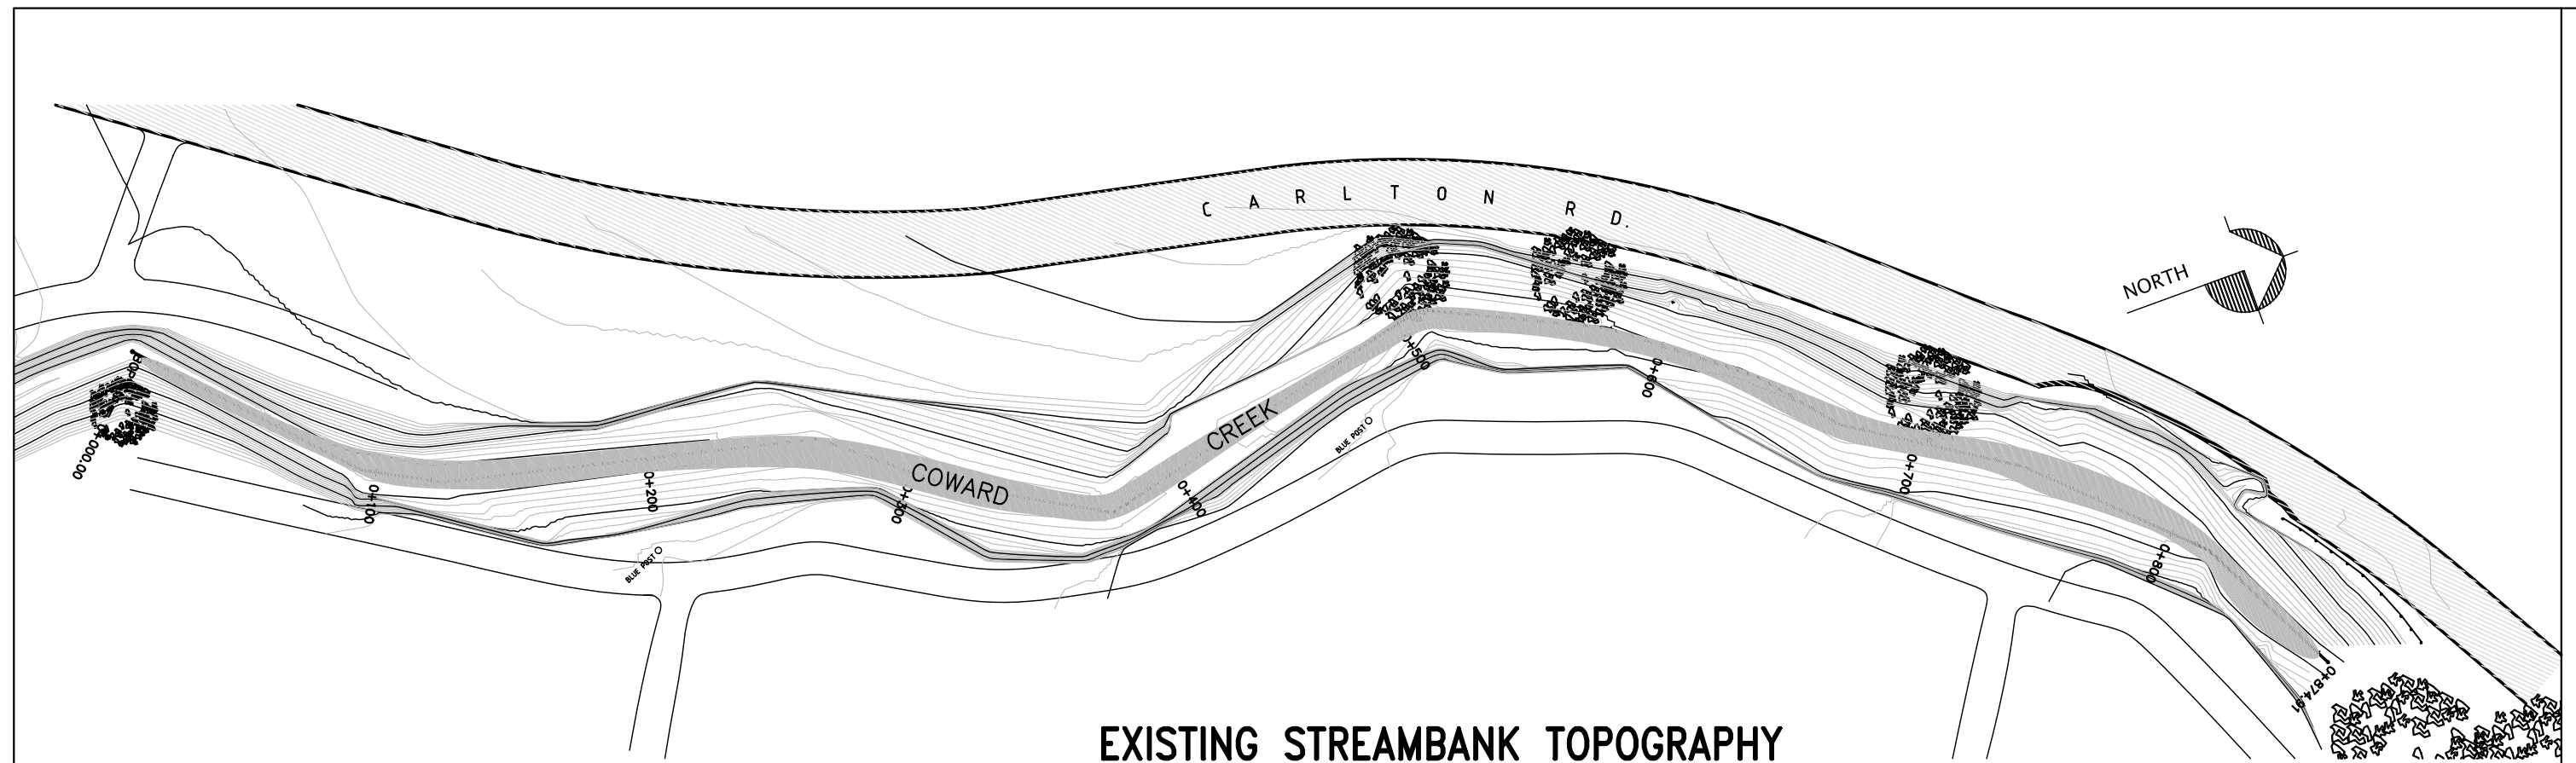 CARLTON RD.
NORTH
BOP
0+000.00
0+100
0+200
0+300
0+400
0+500
0+600
0+700
0+800
0+874.91
COWARD
CREEK
BLUE POST
BLUE POST
EXISTING STREAMBANK TOPOGRAPHY